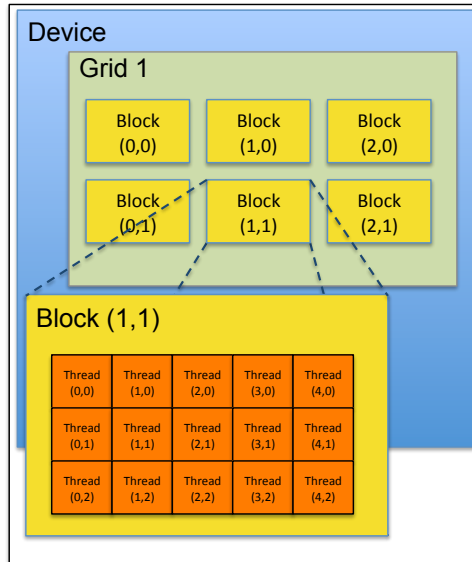 Device
Grid 1
Block
(0,0)
Block
(1,0)
Block
(2,0)
Block
(0,1)
Block
(1,1)
Block
(2,1)
Block (1,1)
Thread
(0,0)
Thread
(1,0)
Thread
(2,0)
Thread
(3,0)
Thread
(4,0)
Thread
(0,1)
Thread
(1,1)
Thread
(2,1)
Thread
(3,1)
Thread
(4,1)
Thread
(0,2)
Thread
(1,2)
Thread
(2,2)
Thread
(3,2)
Thread
(4,2)